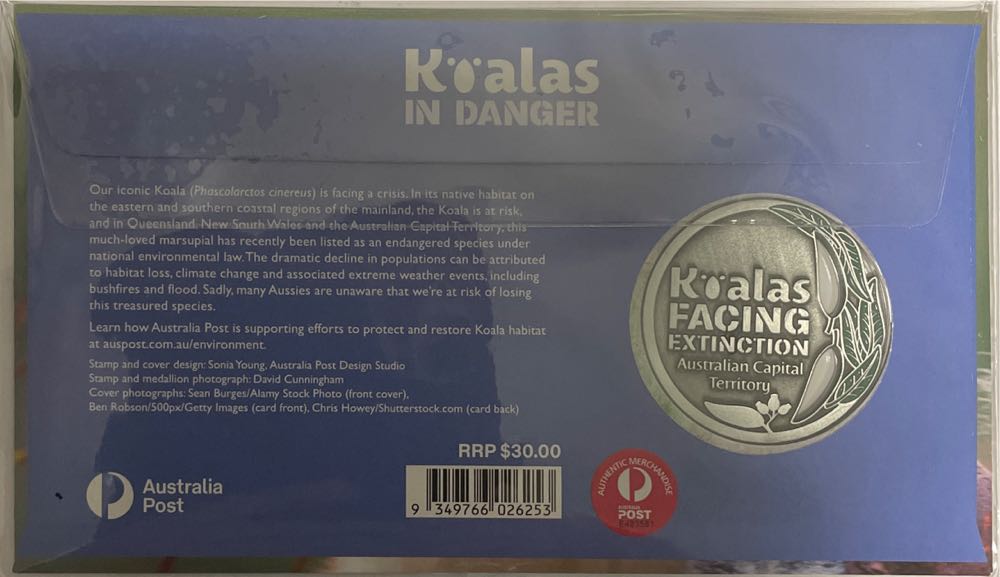 Koalas
IN DANGER
Our iconic Koala (Phascolarctos cinereus) is facing a crisis. In its native habitat on
the eastern and southern coastal regions of the mainland, the Koala is at risk,
and in Queensland, New South Wales and the Australian Capital Territory, this
much-loved marsupial has recently been listed as an endangered species under
national environmental law. The dramatic decline in populations can be attributed
to habitat loss, climate change and associated extreme weather events, including
bushfires and flood. Sadly, many Aussies are unaware that we're at risk of losing
this treasured species.
Learn how Australia Post is supporting efforts to protect and restore Koala habitat
at auspost.com.au/environment.
Stamp and cover design: Sonia Young, Australia Post Design Studio
Stamp and medallion photograph: David Cunningham
Cover photographs: Sean Burges/Alamy Stock Photo (front cover),
Ben Robson/500px/Getty Images (card front), Chris Howey/Shutterstock.com (card back)
Koalas
FACING
EXTINCTION
Australian Capital
Territory
RRP $30.00
9 349766 026253
Australia
Post
AUTHENTIC MERCHANDISE
AUSTRALIA
POST